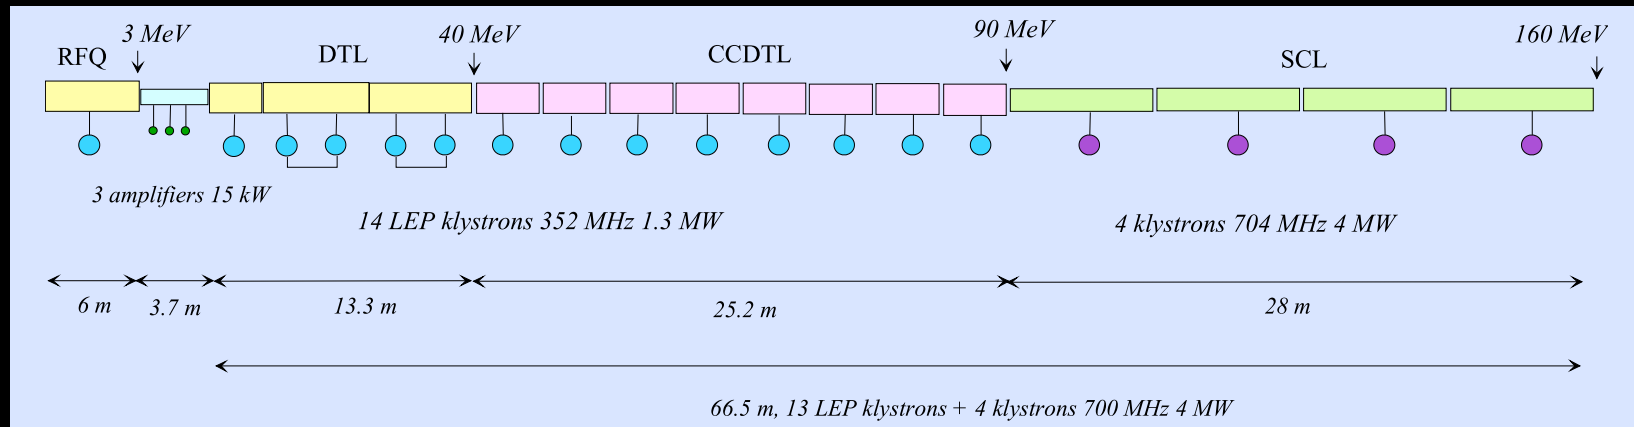 3 MeV
40 MeV
90 MeV
160 MeV
RFQ
DTL
CCDTL
SCL
3 amplifiers 15 kW
14 LEP klystrons 352 MHz 1.3 MW
4 klystrons 704 MHz 4 MW
6 m
3.7 m
13.3 m
25.2 m
28 m
66.5 m, 13 LEP klystrons + 4 klystrons 700 MHz 4 MW